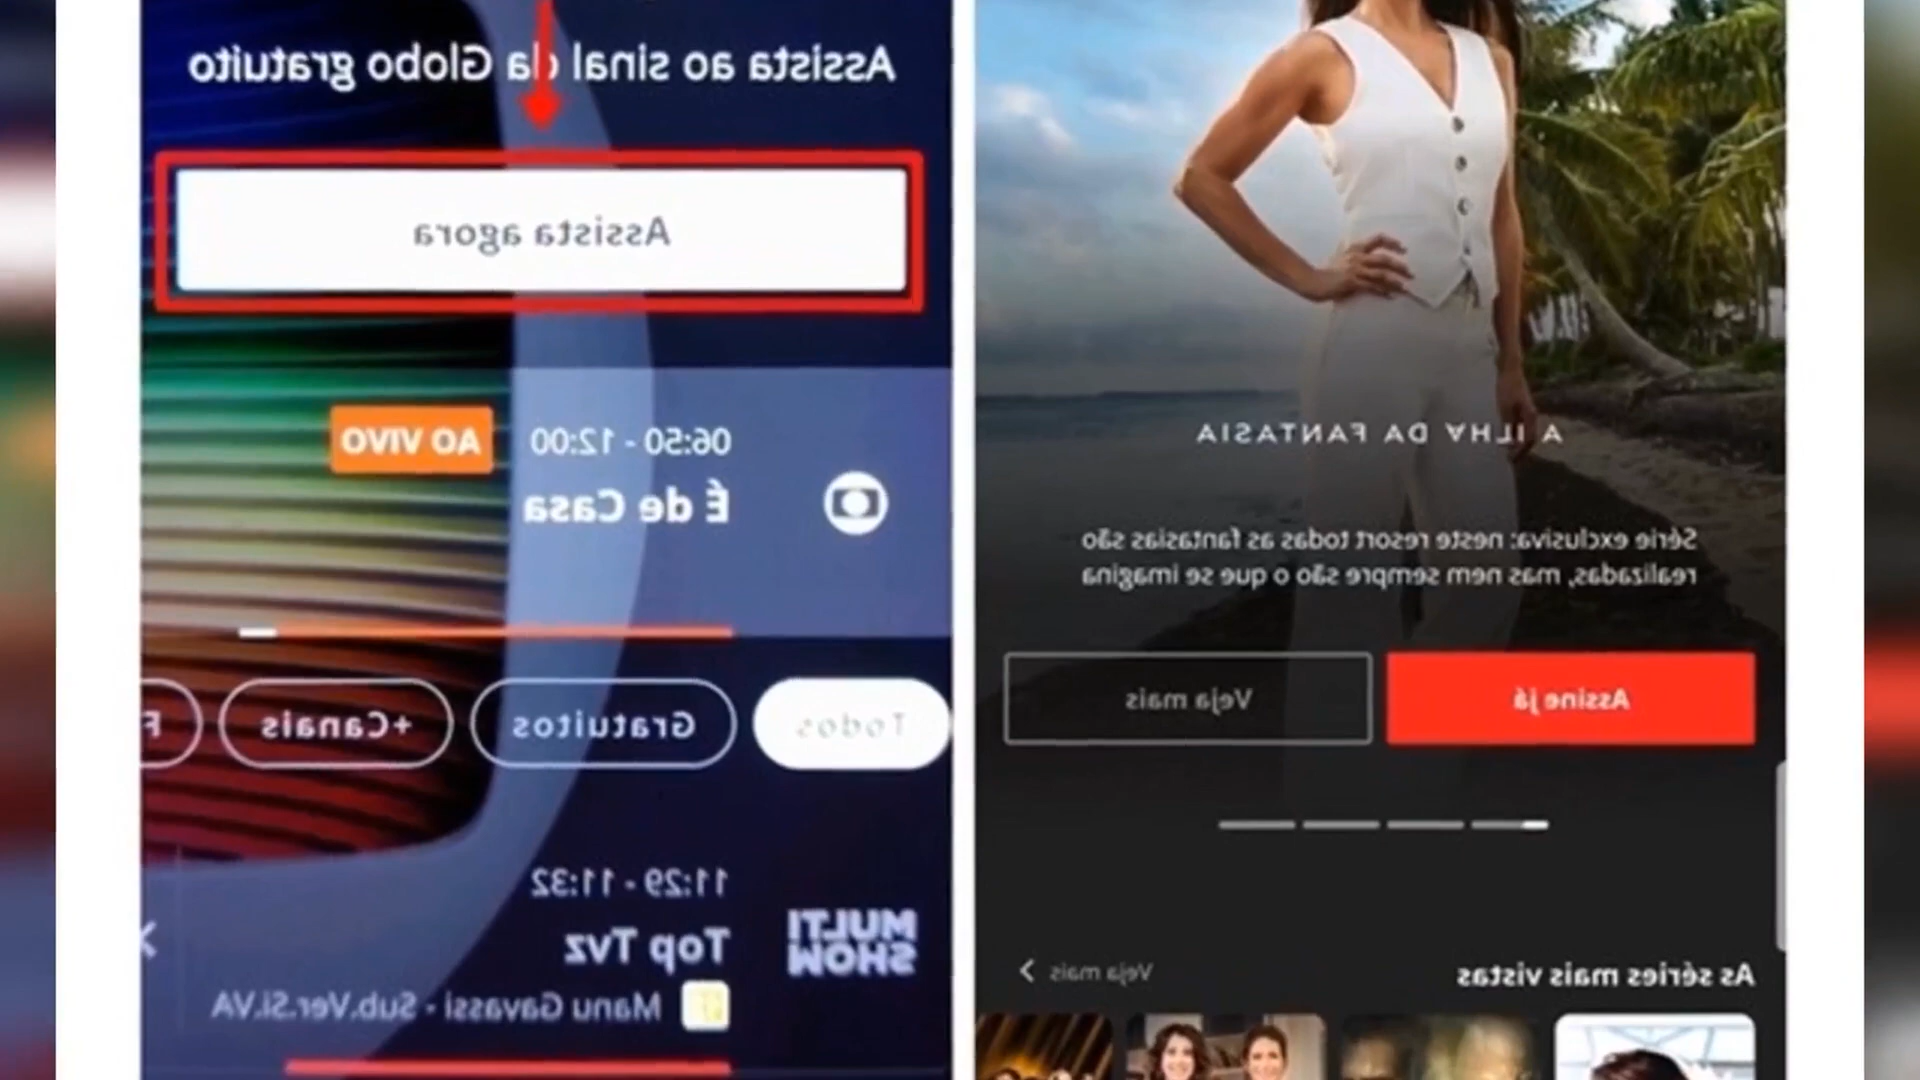 Assista ao sinal da Globo gratuito
Assista agora
06:50 - 12:00 AO VIVO
É de Casa
Todos
Gratuitos
+Canais
F
11:29 - 11:32
MULTI
SHOW
Top Tvz
Manu Gavassi - Sub.Ver.Si.VA
A ILHA DA FANTASIA
Série exclusiva: neste resort todas as fantasias são
realizadas, mas nem sempre são o que se imagina
Assine já
Veja mais
As séries mais vistas
Veja mais